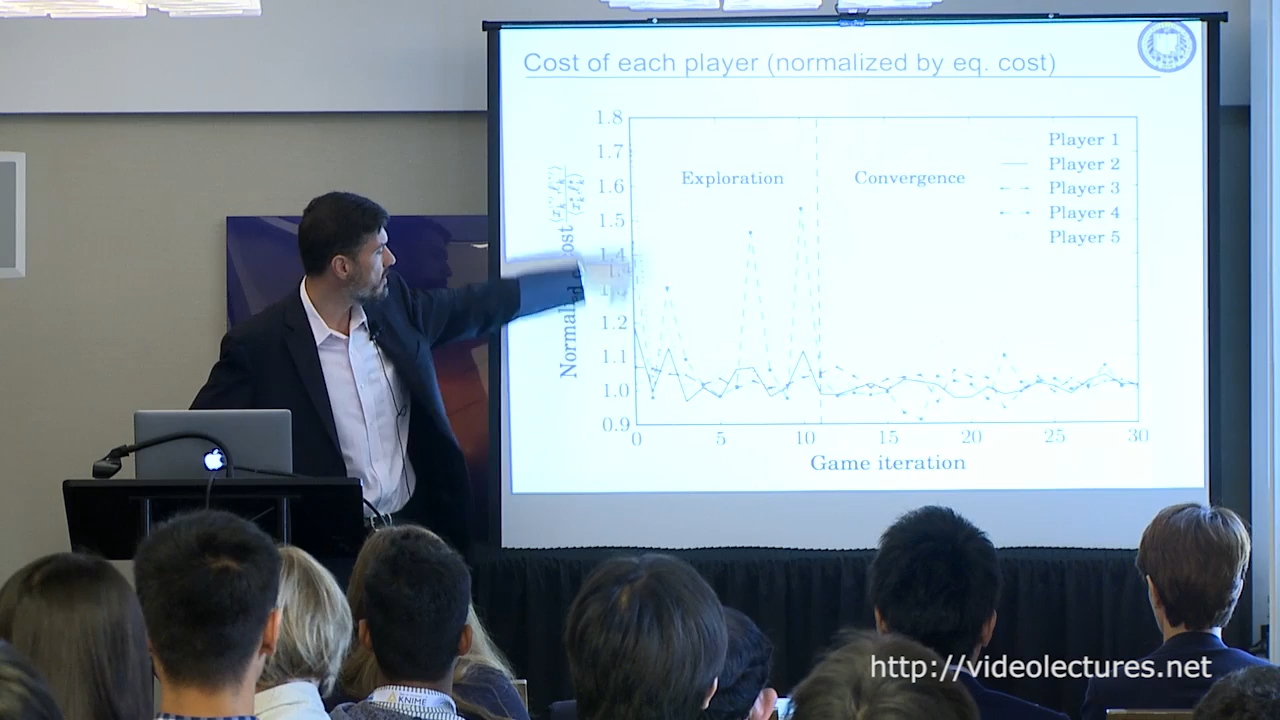 Cost of each player (normalized by eq. cost)
1.8
1.7
1.6
1.5
1.4
1.2
1.1
1.0
0.9
Exploration
Convergence
Player 1
Player 2
Player 3
Player 4
Player 5
0
5
10
15
20
25
30
Game iteration
http://videolectures.net